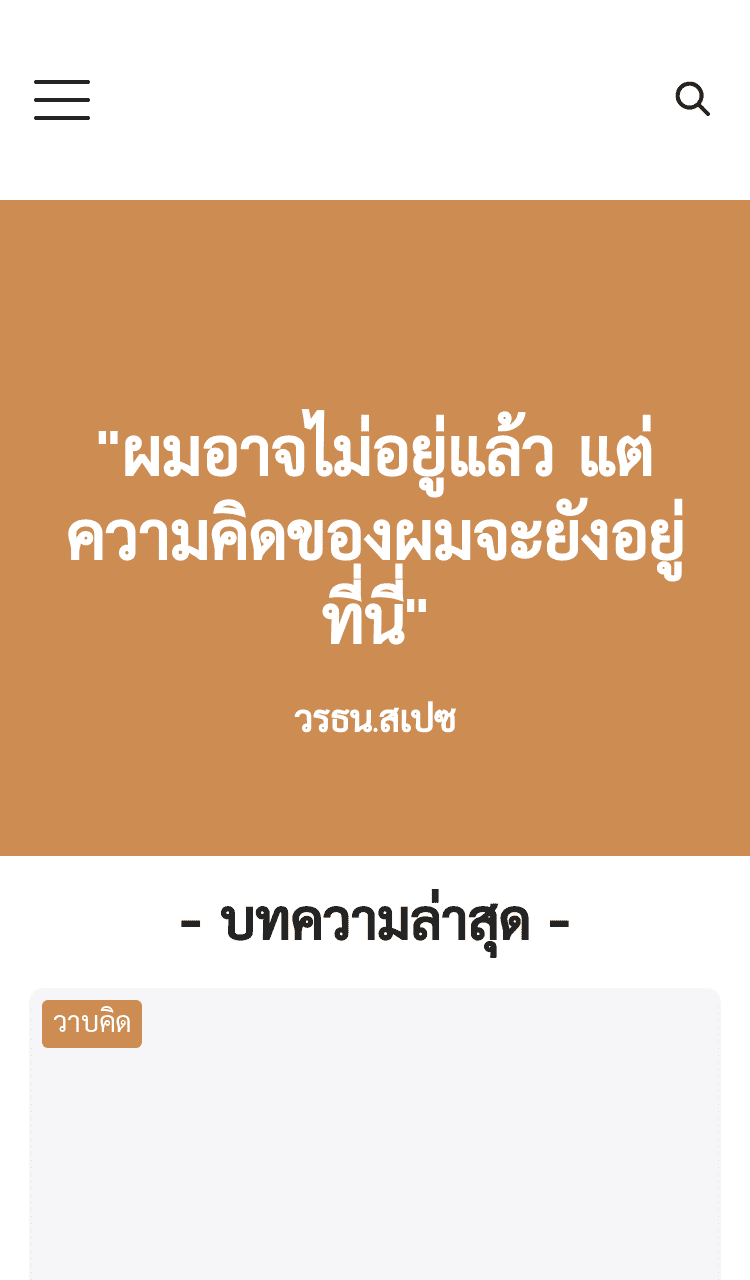 "ผมอาจไม่อยู่แล้ว แต่
ความคิดของผมจะยังอยู่
ที่นี่"
วรธน.สเปซ
- บทความล่าสุด -
วาบคิด